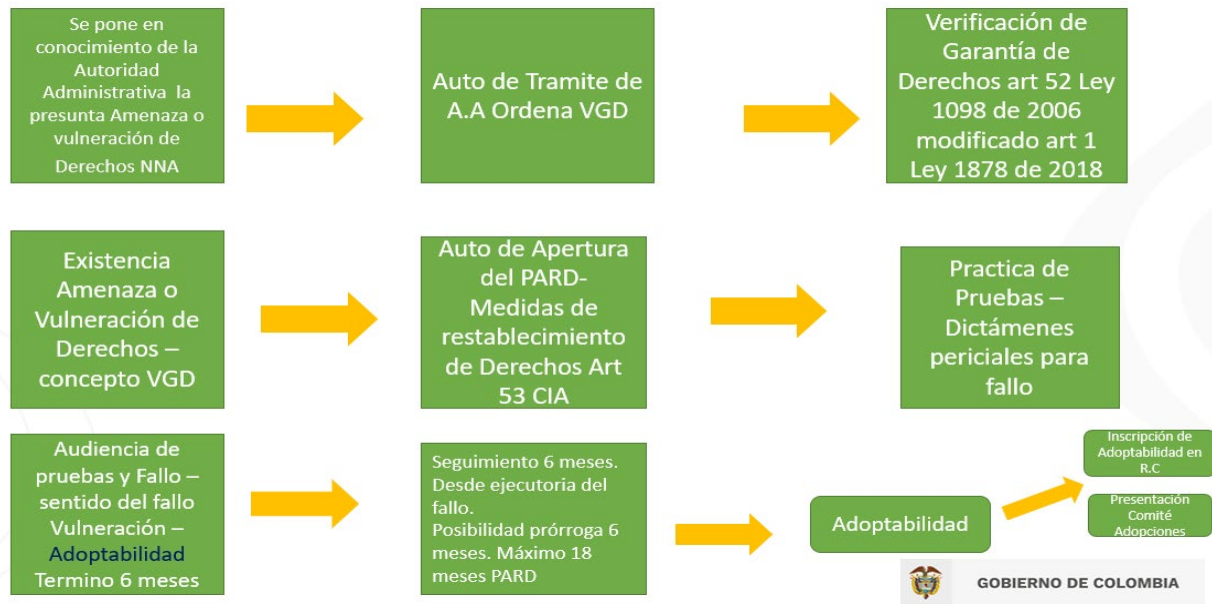 Se pone en
conocimiento de la
Autoridad
Administrativa la
presunta Amenaza o
vulneración de
Derechos NNA
Auto de Tramite de
A.A Ordena VGD
Verificación de
Garantía de
Derechos art 52 Ley
1098 de 2006
modificado art 1
Ley 1878 de 2018
Existencia
Amenaza o
Vulneración de
Derechos –
concepto VGD
Auto de Apertura
del PARD-
Medidas de
restablecimiento
de Derechos Art
53 CIA
Practica de
Pruebas –
Dictámenes
periciales para
fallo
Audiencia de
pruebas y Fallo –
sentido del fallo
Vulneración –
Adoptabilidad
Termino 6 meses
Seguimiento 6 meses.
Desde ejecutoria del
fallo.
Posibilidad prórroga 6
meses. Máximo 18
meses PARD
Adoptabilidad
Inscripción de
Adoptabilidad en
R.C
Presentación
Comité
Adopciones
GOBIERNO DE COLOMBIA